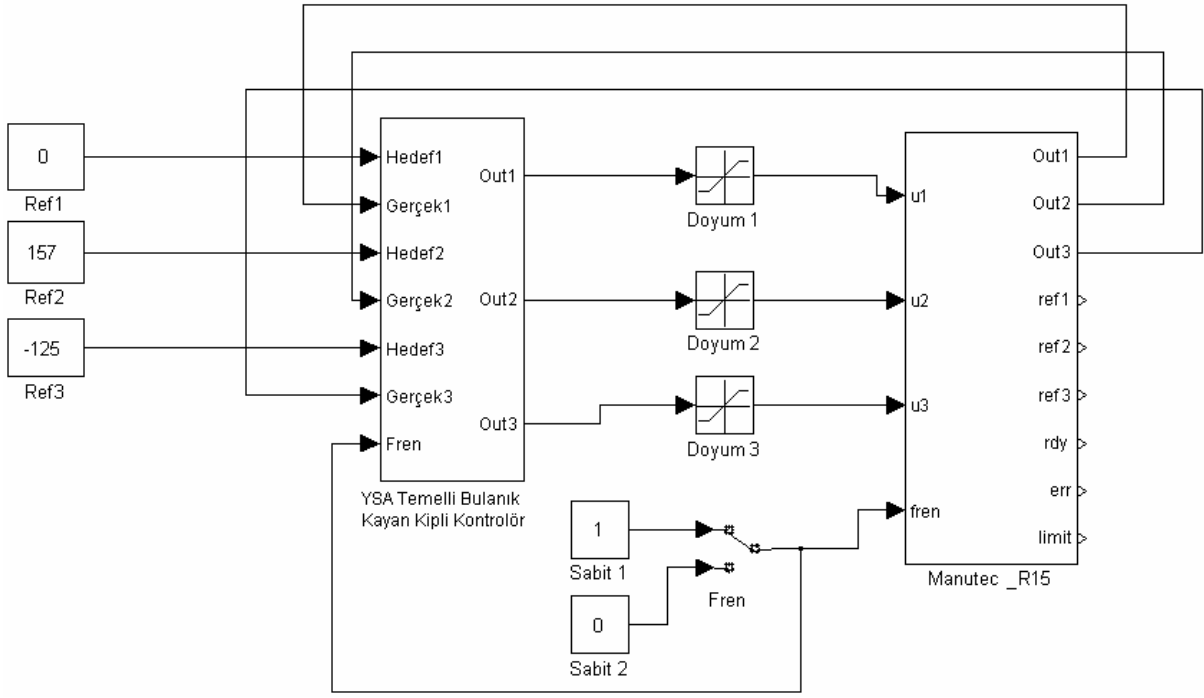 0
Ref1
157
Ref2
-125
Ref3
Hedef1
Gerçek1
Hedef2
Gerçek2
Hedef3
Gerçek3
Fren
Out1
Out2
Out3
YSA Temelli Bulanık
Kayan Kipli Kontrolör
Doyum 1
Doyum 2
Doyum 3
1
Sabit 1
0
Sabit 2
Fren
u1
u2
u3
fren
Out1
Out2
Out3
ref1
ref2
ref3
rdy
err
limit
Manutec _R15